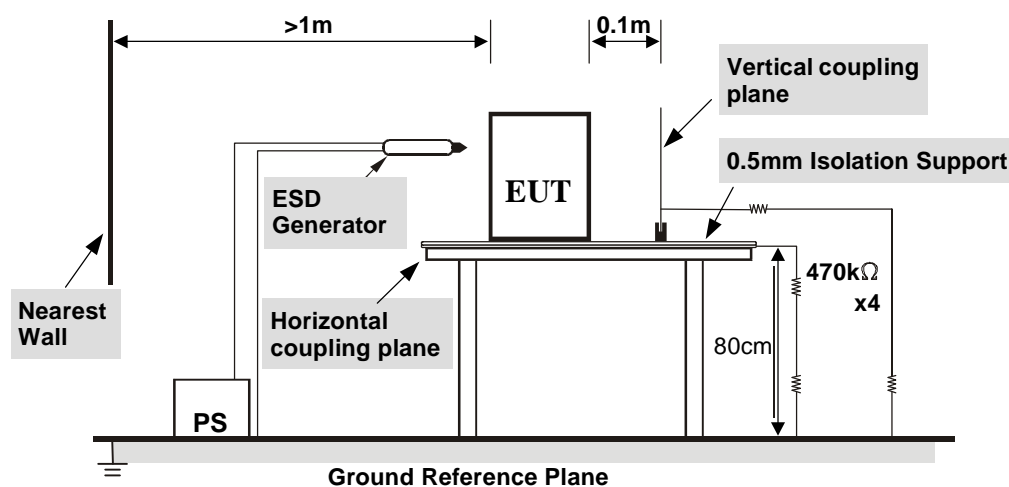 >1m
0.1m
Vertical coupling
plane
0.5mm Isolation Support
ESD
Generator
EUT
Nearest
Wall
Horizontal
coupling plane
470kΩ
x4
80cm
PS
Ground Reference Plane